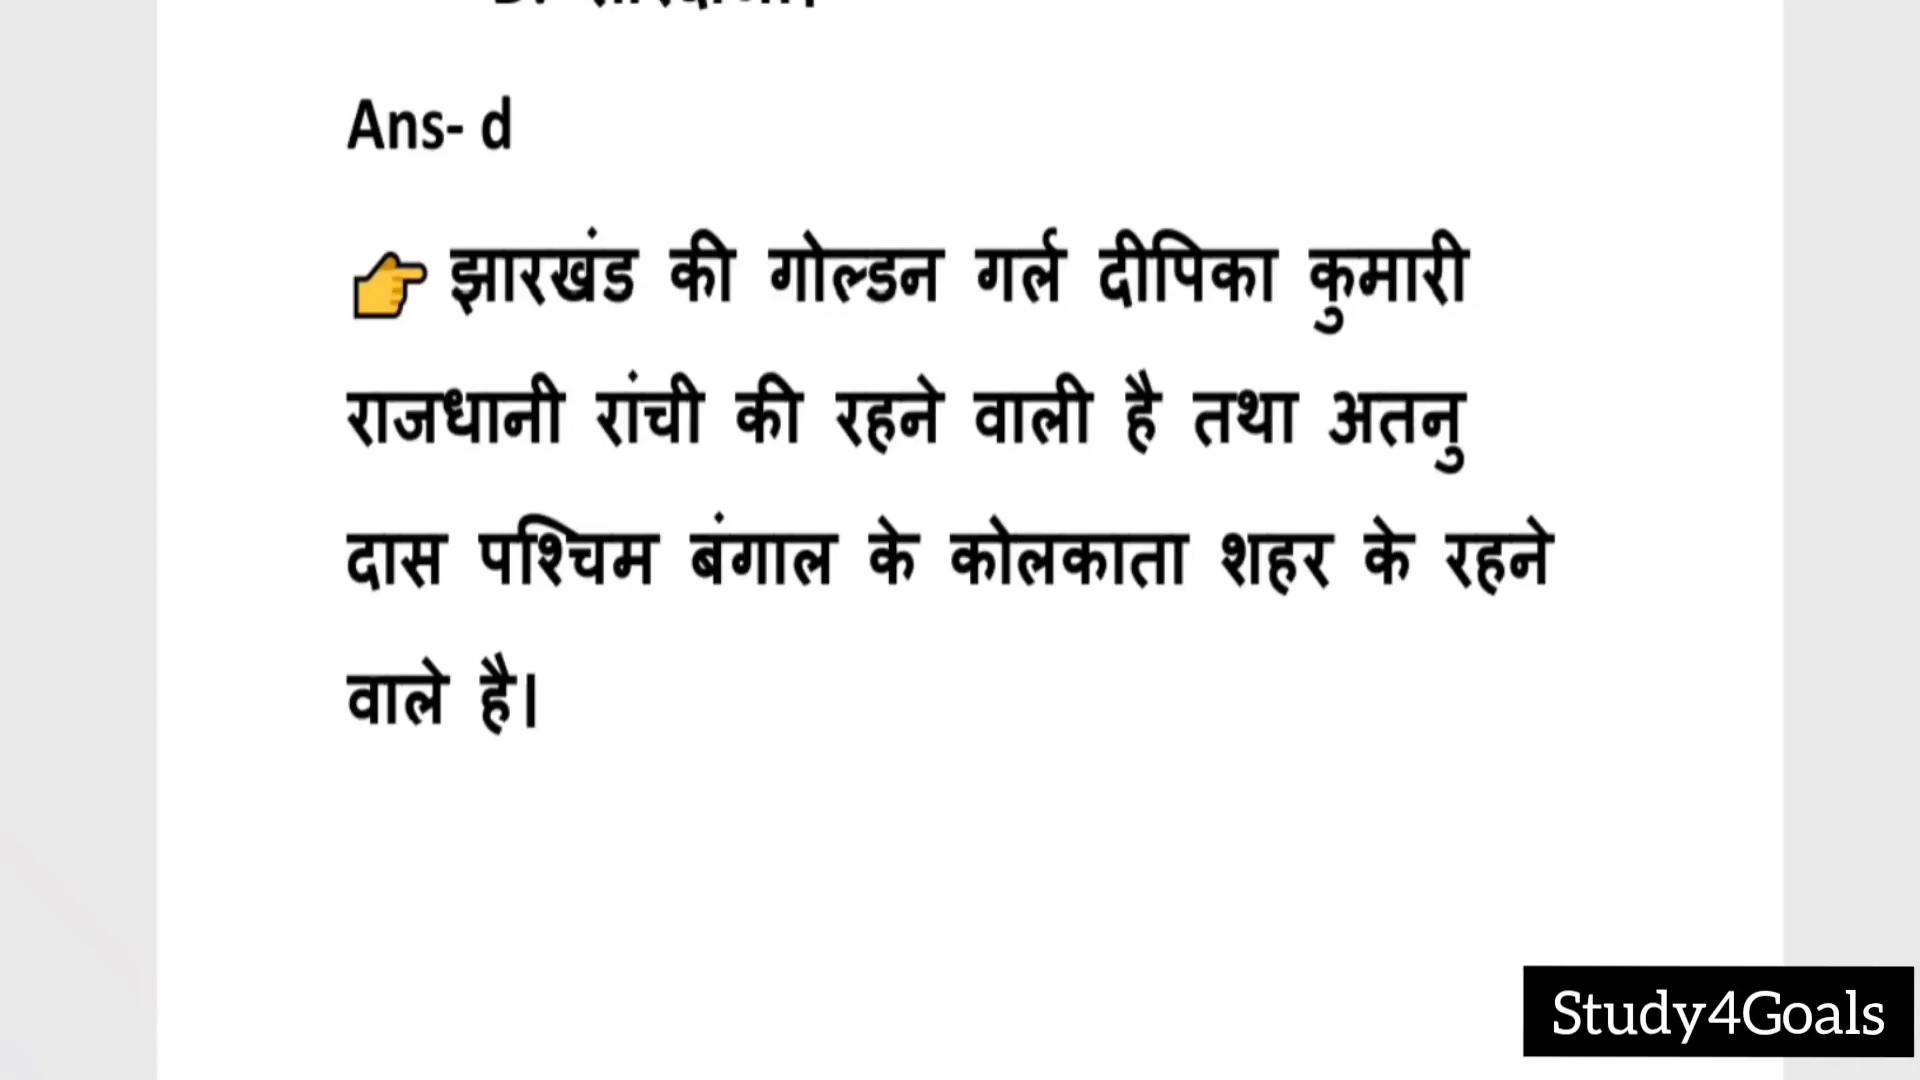 Ans- d
👉 झारखंड की गोल्डन गर्ल दीपिका कुमारी
राजधानी रांची की रहने वाली है तथा अतनु
दास पश्चिम बंगाल के कोलकाता शहर के रहने
वाले है।
Study4Goals